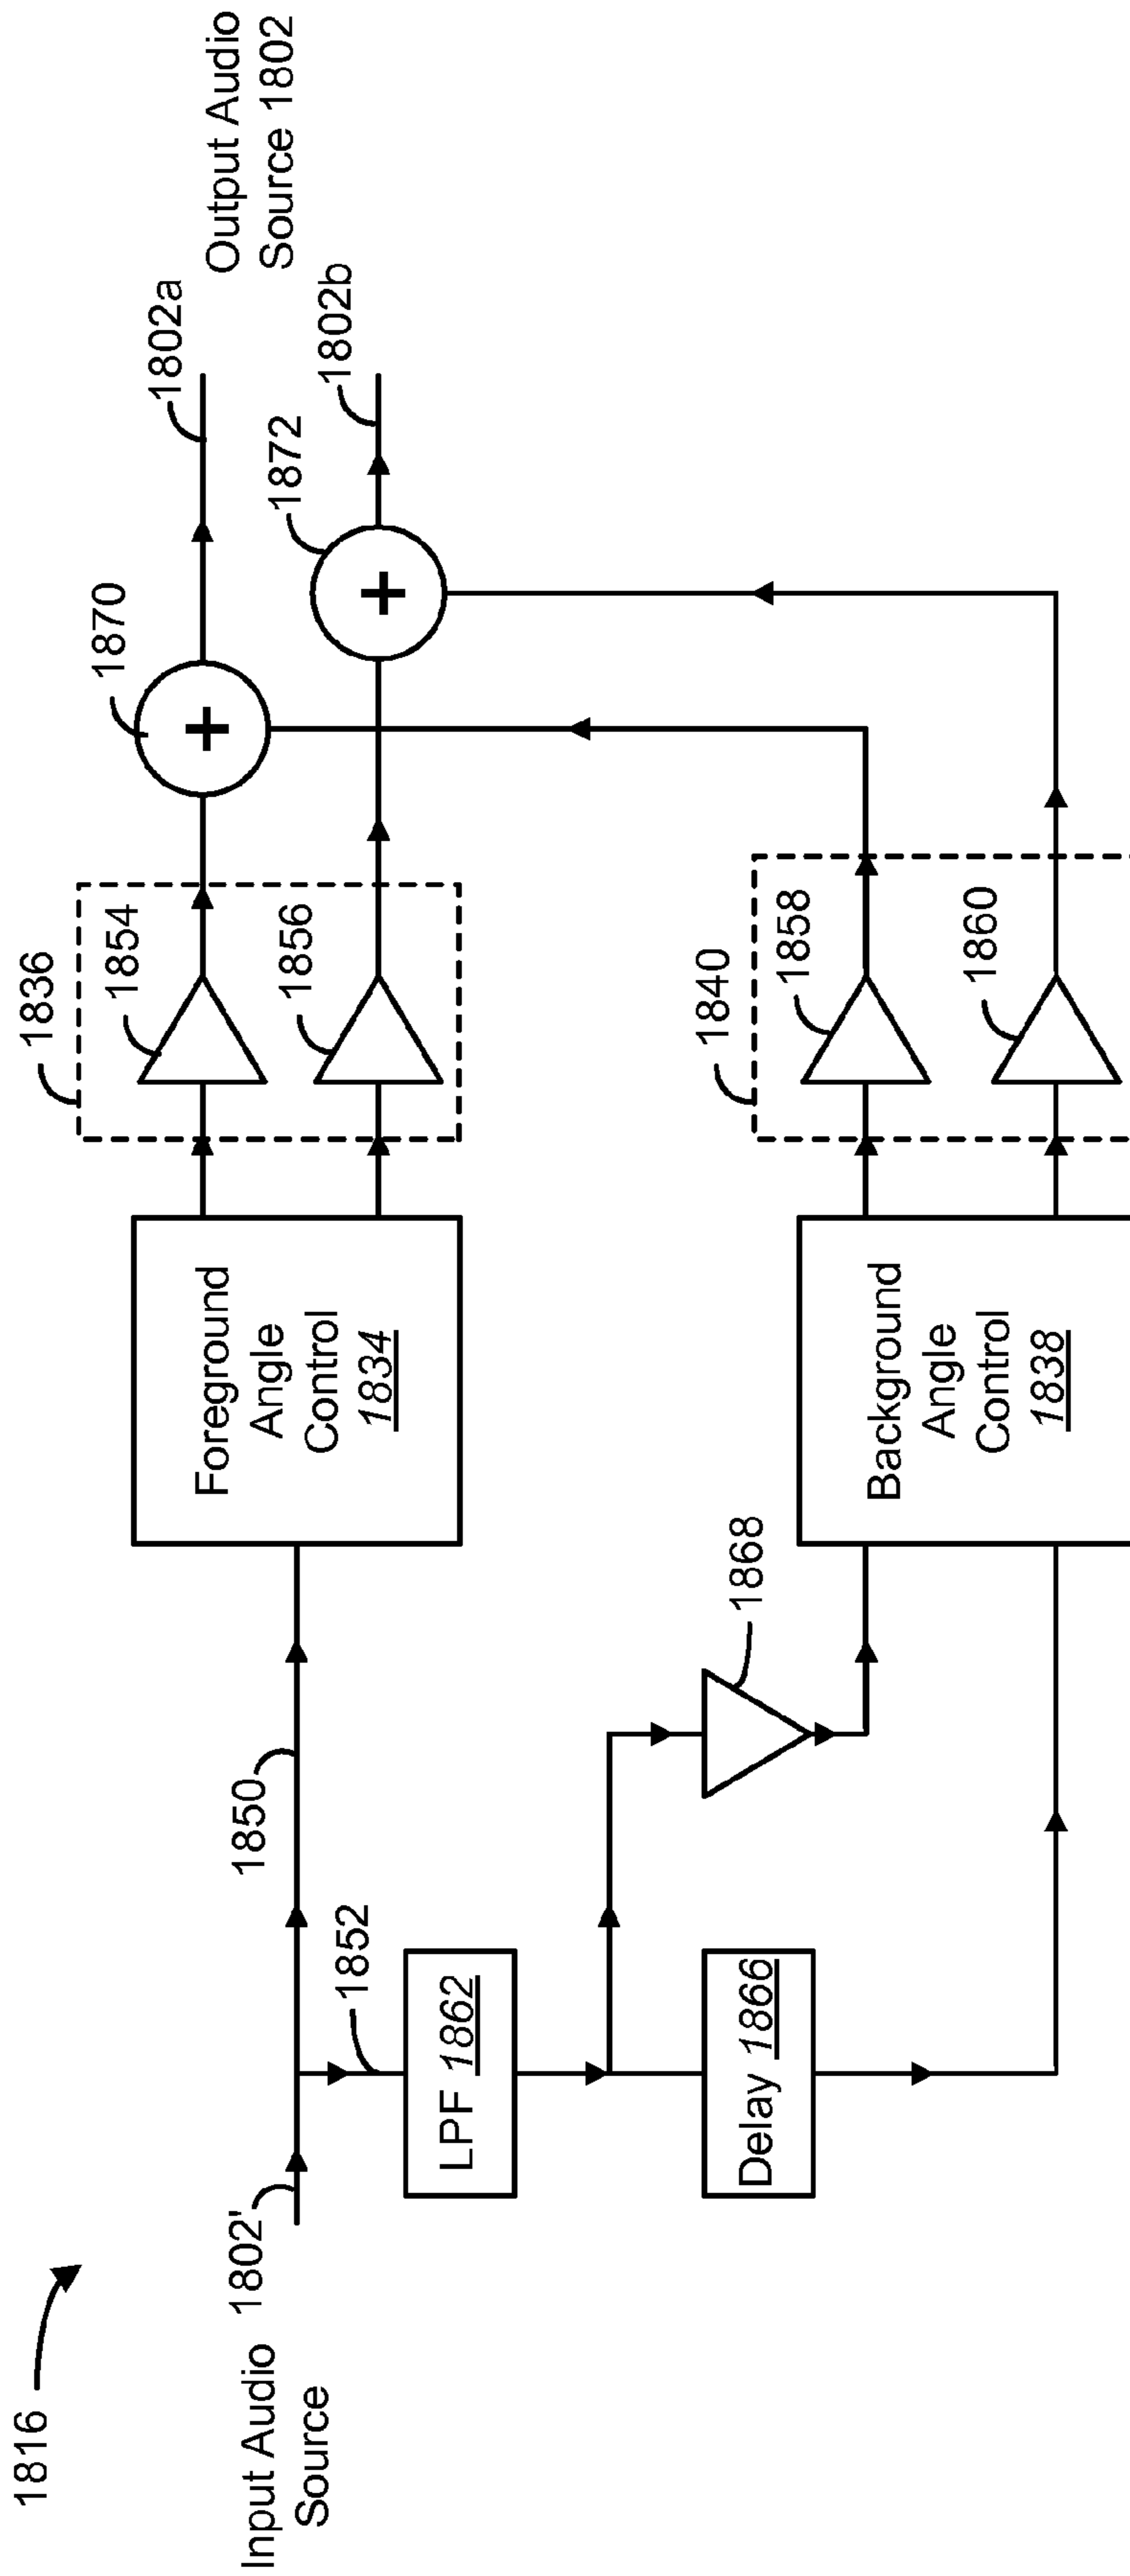 1816
Input Audio
Source
1802'
1850
1852
LPF 1862
Delay 1866
1868
Foreground
Angle
Control
1834
Background
Angle
Control
1838
1836
1854
1856
1840
1858
1860
1870
+
1872
+
1802a
1802b
Output Audio
Source 1802